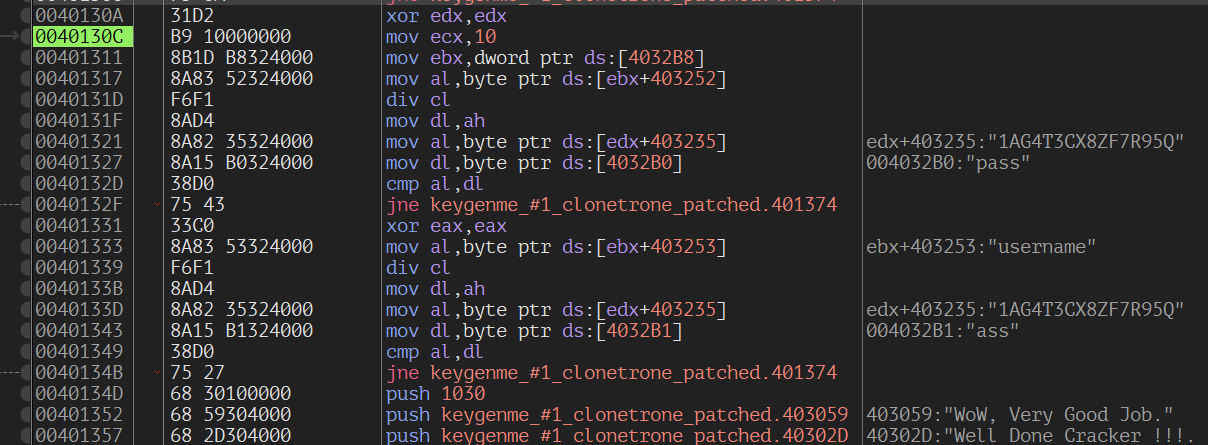 0040130A 31D2 xor edx,edx
0040130C B9 10000000 mov ecx,10
00401311 8B1D B8324000 mov ebx,dword ptr ds:[4032B8]
00401317 8A83 52324000 mov al,byte ptr ds:[ebx+403252]
0040131D F6F1 div cl
0040131F 8AD4 mov dl,ah
00401321 8A82 35324000 mov al,byte ptr ds:[edx+403235] edx+403235:"1AG4T3CX8ZF7R95Q"
00401327 8A15 B0324000 mov dl,byte ptr ds:[4032B0] 004032B0:"pass"
0040132D 38D0 cmp al,dl
0040132F 75 43 jne keygenme_#1_clonetrone_patched.401374
00401331 33C0 xor eax,eax
00401333 8A83 53324000 mov al,byte ptr ds:[ebx+403253] ebx+403253:"username"
00401339 F6F1 div cl
0040133B 8AD4 mov dl,ah
0040133D 8A82 35324000 mov al,byte ptr ds:[edx+403235] edx+403235:"1AG4T3CX8ZF7R95Q"
00401343 8A15 B1324000 mov dl,byte ptr ds:[4032B1] 004032B1:"ass"
00401349 38D0 cmp al,dl
0040134B 75 27 jne keygenme_#1_clonetrone_patched.401374
0040134D 68 30100000 push 1030
00401352 68 59304000 push keygenme_#1_clonetrone_patched.403059 403059:"WoW, Very Good Job."
00401357 68 2D304000 push keygenme_#1_clonetrone_patched.40302D 40302D:"Well Done Cracker !!!.